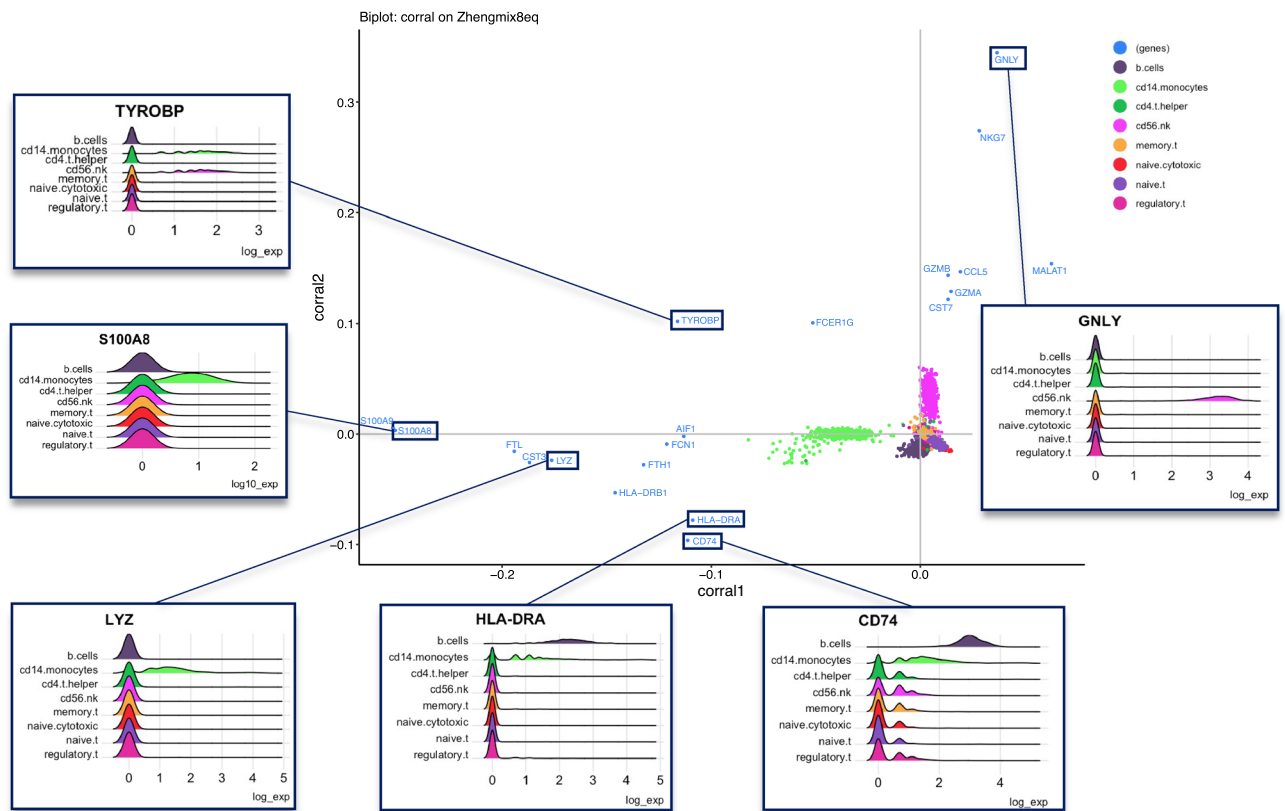 Biplot: corral on Zhengmix8eq
GNLY
NKG7
GZMB
CCL5
MALAT1
GZMA
CST7
TYROBP
FCER1G
S100A9
S100A8
AIF1
FCN1
FTL
CST3
LYZ
FTH1
HLA−DRB1
HLA−DRA
CD74
0.3
0.2
0.1
0.0
−0.1
corral2
−0.2
−0.1
0.0
corral1
(genes)
b.cells
cd14.monocytes
cd4.t.helper
cd56.nk
memory.t
naive.cytotoxic
naive.t
regulatory.t
TYROBP
b.cells
cd14.monocytes
cd4.t.helper
cd56.nk
memory.t
naive.cytotoxic
naive.t
regulatory.t
0 1 2 3
log_exp
S100A8
b.cells
cd14.monocytes
cd4.t.helper
cd56.nk
memory.t
naive.cytotoxic
naive.t
regulatory.t
0 1 2
log10_exp
GNLY
b.cells
cd14.monocytes
cd4.t.helper
cd56.nk
memory.t
naive.cytotoxic
naive.t
regulatory.t
0 1 2 3 4
log_exp
LYZ
b.cells
cd14.monocytes
cd4.t.helper
cd56.nk
memory.t
naive.cytotoxic
naive.t
regulatory.t
0 1 2 3 4 5
log_exp
HLA-DRA
b.cells
cd14.monocytes
cd4.t.helper
cd56.nk
memory.t
naive.cytotoxic
naive.t
regulatory.t
0 1 2 3 4 5
log_exp
CD74
b.cells
cd14.monocytes
cd4.t.helper
cd56.nk
memory.t
naive.cytotoxic
naive.t
regulatory.t
0 2 4
log_exp